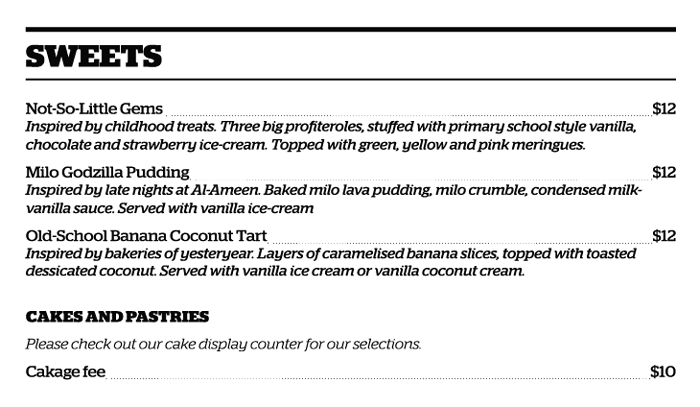 SWEETS
Not-So-Little Gems $12
Inspired by childhood treats. Three big profiteroles, stuffed with primary school style vanilla,
chocolate and strawberry ice-cream. Topped with green, yellow and pink meringues.
Milo Godzilla Pudding $12
Inspired by late nights at Al-Ameen. Baked milo lava pudding, milo crumble, condensed milk-
vanilla sauce. Served with vanilla ice-cream
Old-School Banana Coconut Tart $12
Inspired by bakeries of yesteryear. Layers of caramelised banana slices, topped with toasted
dessicated coconut. Served with vanilla ice cream or vanilla coconut cream.
CAKES AND PASTRIES
Please check out our cake display counter for our selections.
Cakage fee $10